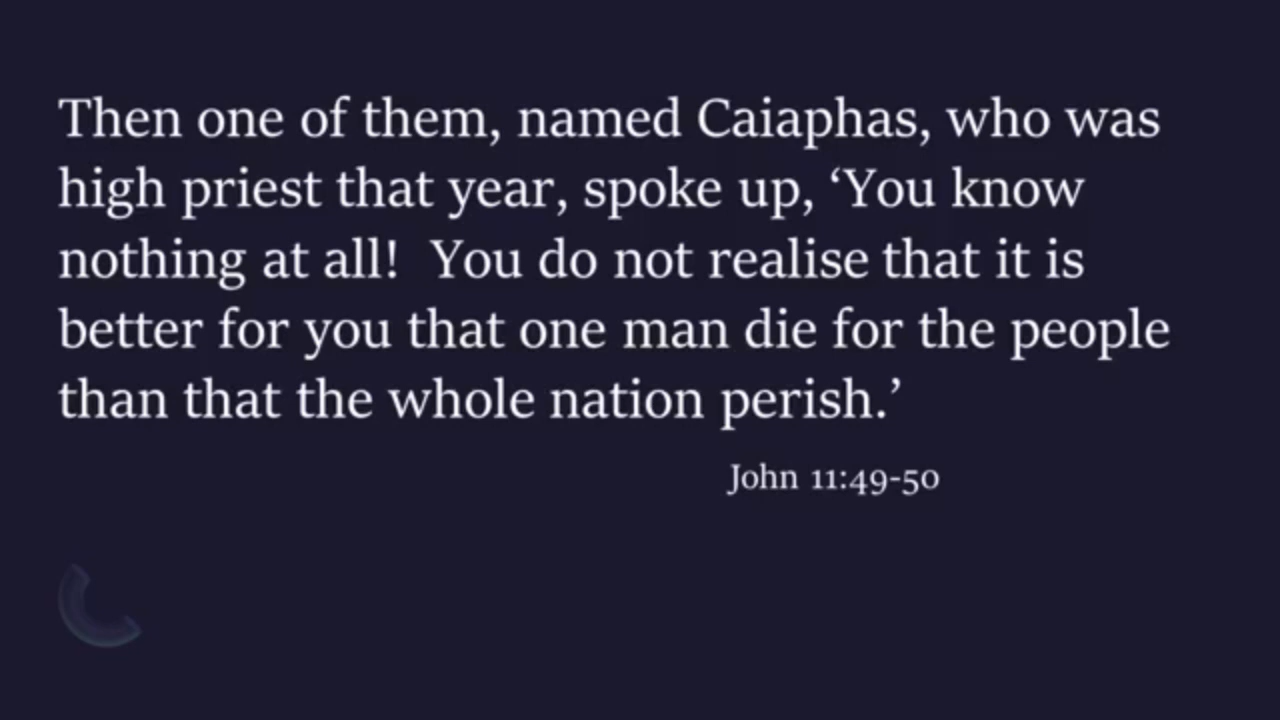 Then one of them, named Caiaphas, who was
high priest that year, spoke up, ‘You know
nothing at all!  You do not realise that it is
better for you that one man die for the people
than that the whole nation perish.’
John 11:49-50